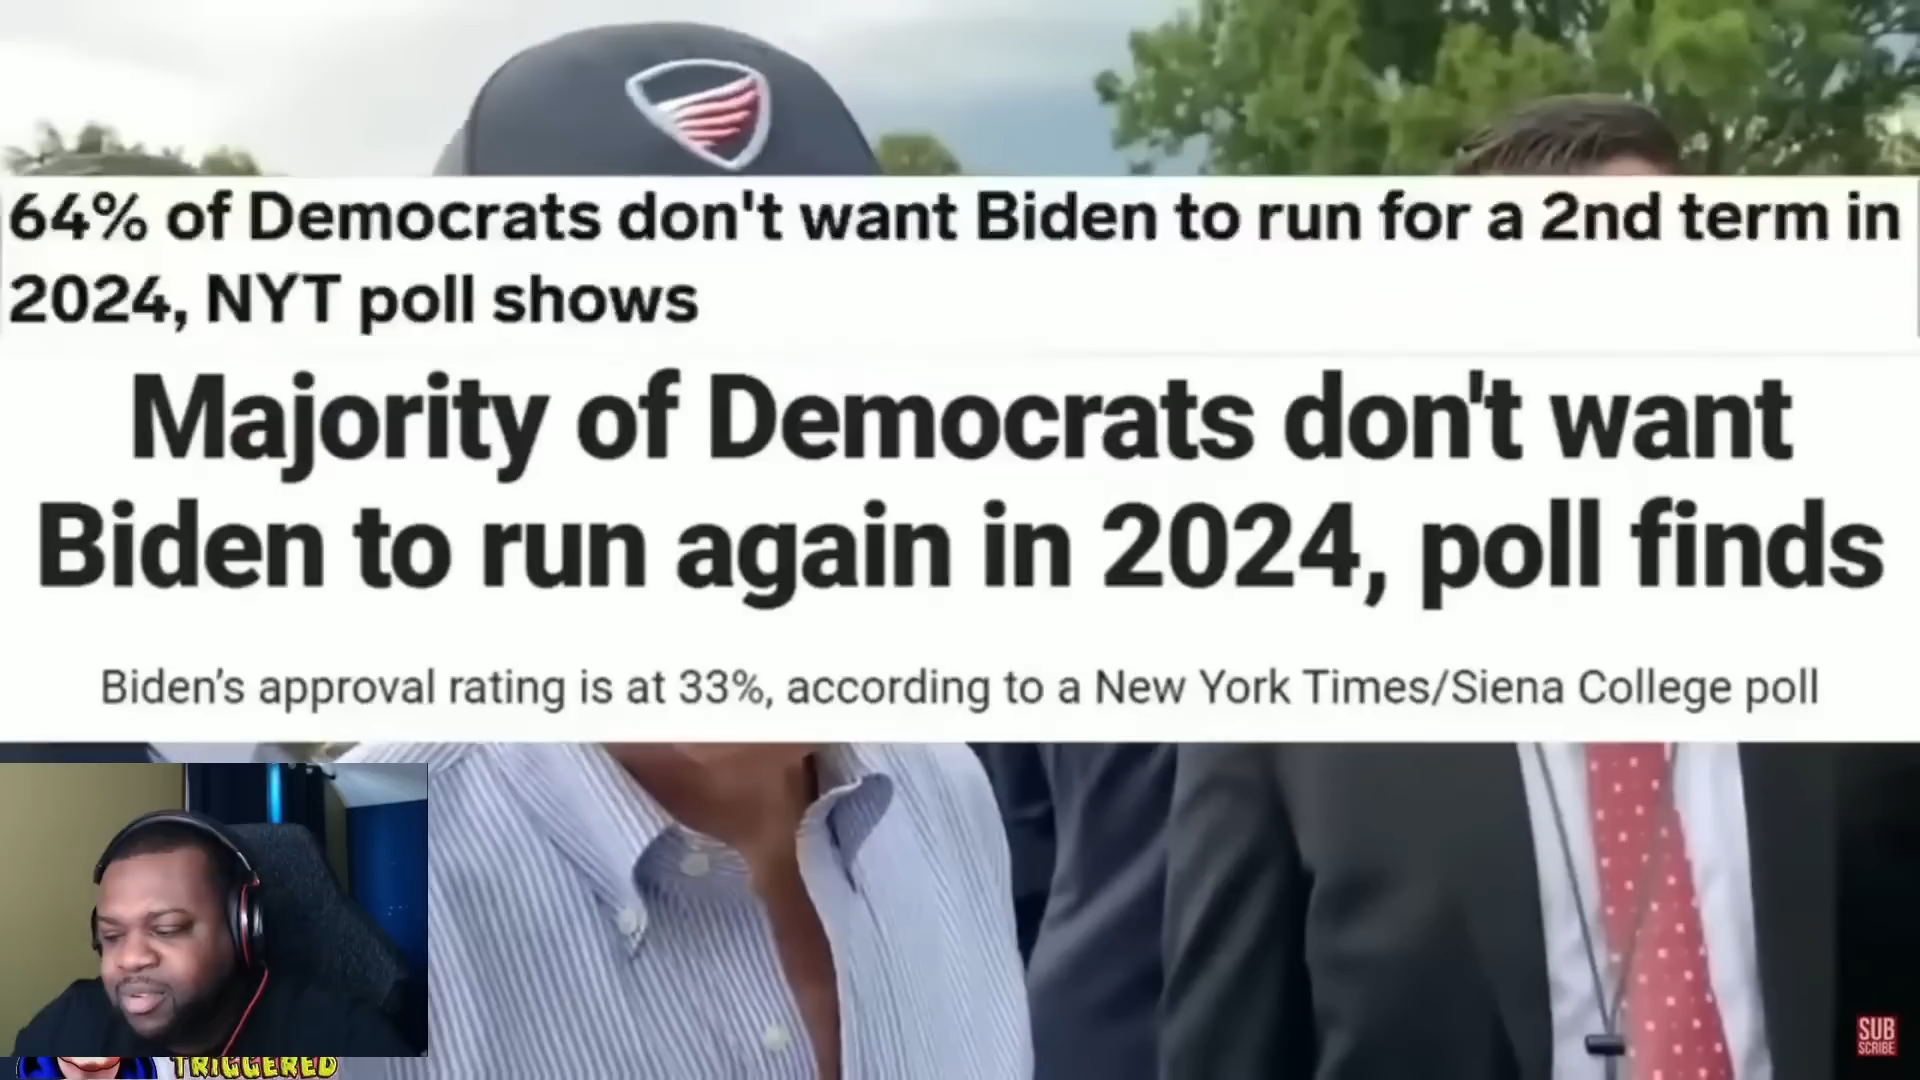 64% of Democrats don't want Biden to run for a 2nd term in
2024, NYT poll shows
Majority of Democrats don't want
Biden to run again in 2024, poll finds
Biden’s approval rating is at 33%, according to a New York Times/Siena College poll
TRIGGERED
SUB
SCRIBE